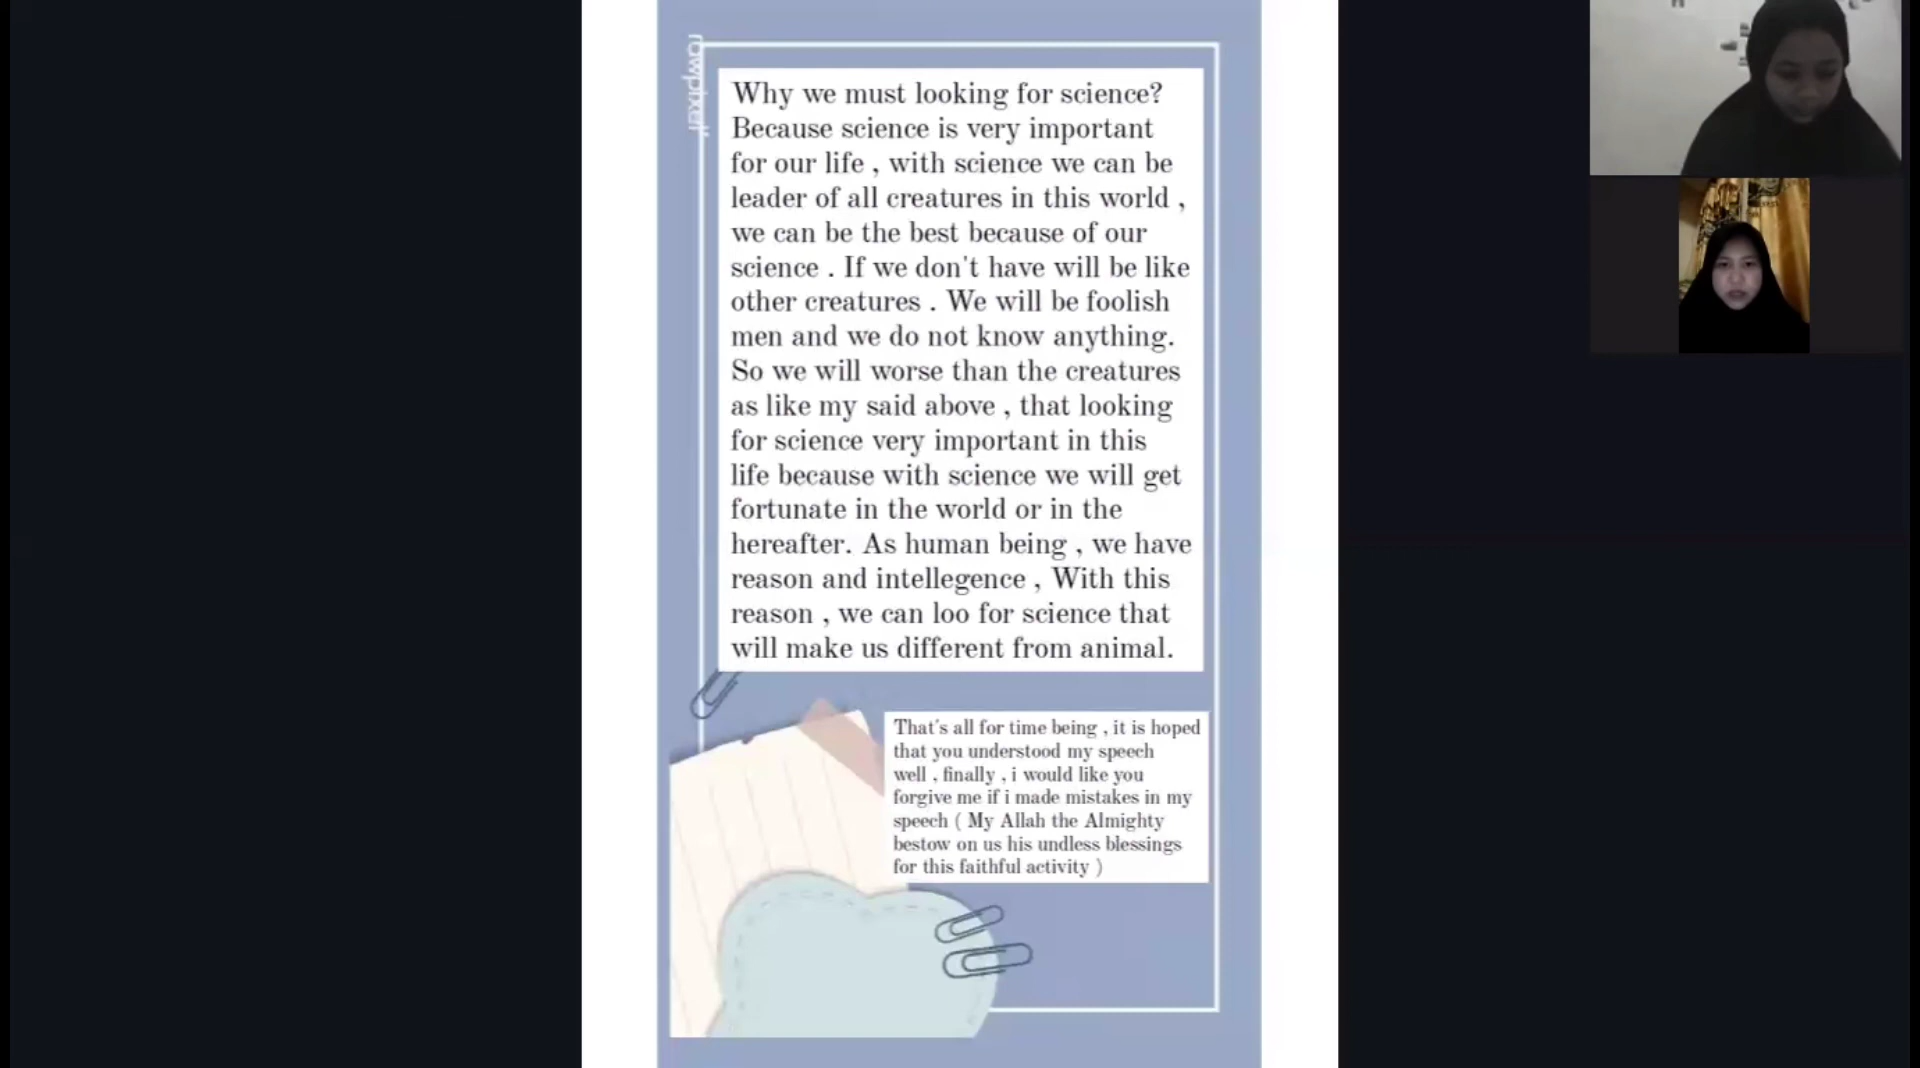 rawpixel
Why we must looking for science?
Because science is very important
for our life , with science we can be
leader of all creatures in this world ,
we can be the best because of our
science . If we don't have will be like
other creatures . We will be foolish
men and we do not know anything.
So we will worse than the creatures
as like my said above , that looking
for science very important in this
life because with science we will get
fortunate in the world or in the
hereafter. As human being , we have
reason and intellegence , With this
reason , we can loo for science that
will make us different from animal.
That's all for time being , it is hoped
that you understood my speech
well , finally , i would like you
forgive me if i made mistakes in my
speech ( My Allah the Almighty
bestow on us his undless blessings
for this faithful activity )